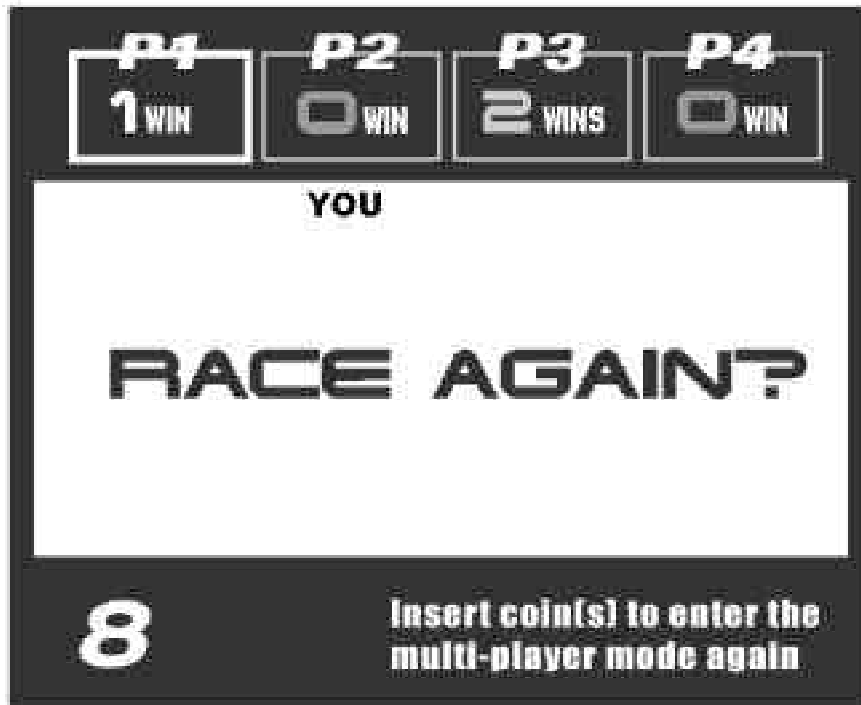 P1 P2 P3 P4
1 WIN 0 WIN 2 WINS 0 WIN
YOU
RACE AGAIN?
8 Insert coin(s) to enter the
multi-player mode again